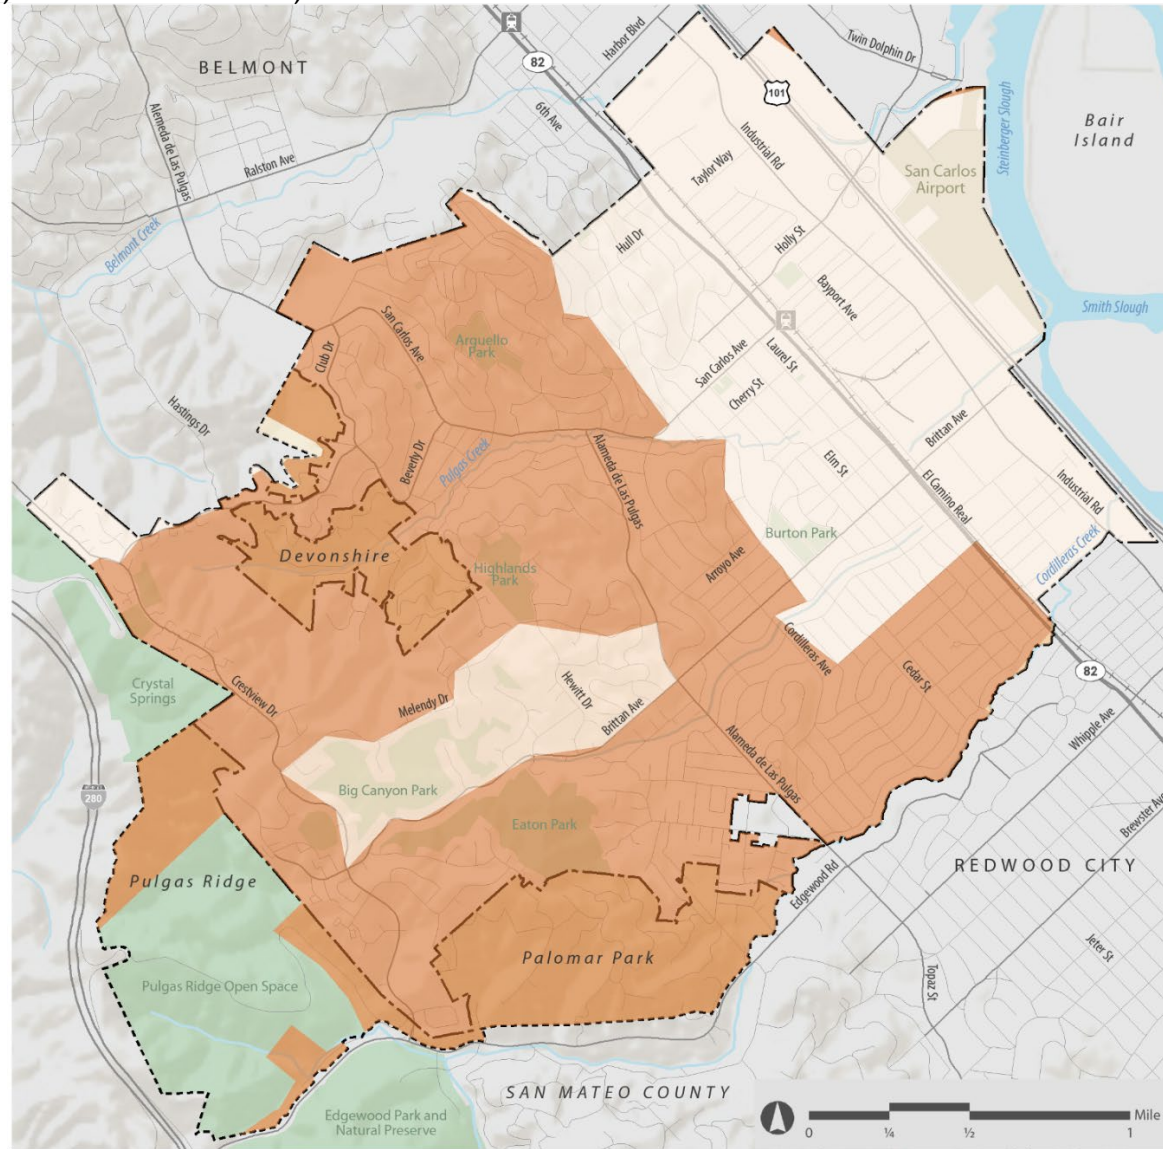 BELMONT
82
Harbor Blvd
Twin Dolphin Dr
101
6th Ave
Alameda de Las Pulgas
Ralston Ave
Industrial Rd
Taylor Way
Steinberger Slough
Bair
Island
San Carlos
Airport
Belmont Creek
Hull Dr
Holly St
Bayport Ave
Smith Slough
San Carlos Ave
Club Dr
Arguello
Park
San Carlos Ave
Laurel St
Cherry St
Hastings Dr
Beverly Dr
Pulgas Creek
Alameda de Las Pulgas
Elm St
Brittan Ave
El Camino Real
Industrial Rd
Burton Park
Cordilleras Creek
Devonshire
Highlands
Park
Arroyo Ave
Cordilleras Ave
Cedar St
82
Crystal
Springs
Crestview Dr
Melendy Dr
Hewitt Dr
Brittan Ave
Whipple Ave
Alameda de Las Pulgas
280
Big Canyon Park
Eaton Park
Brewster Ave
Pulgas Ridge
Edgewood Rd
REDWOOD CITY
Palomar Park
Jeter St
Topaz St
Pulgas Ridge Open Space
SAN MATEO COUNTY
Edgewood Park and
Natural Preserve
Mile
0 ¼ ½ 1